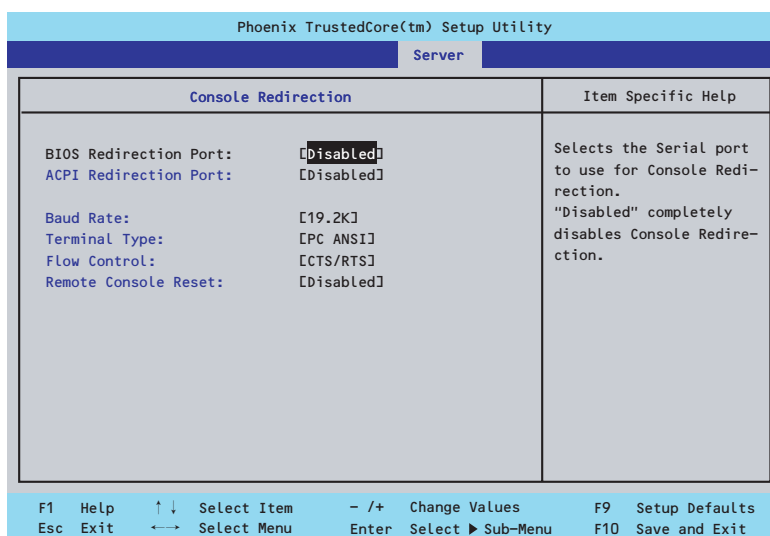 Phoenix TrustedCore(tm) Setup Utility
Server
Console Redirection
BIOS Redirection Port: [Disabled]
ACPI Redirection Port: [Disabled]
Baud Rate: [19.2K]
Terminal Type: [PC ANSI]
Flow Control: [CTS/RTS]
Remote Console Reset: [Disabled]
Item Specific Help
Selects the Serial port
to use for Console Redi-
rection.
"Disabled" completely
disables Console Redire-
ction.
F1 Help ↑↓ Select Item - /+ Change Values F9 Setup Defaults
Esc Exit ←→ Select Menu Enter Select ▶ Sub-Menu F10 Save and Exit